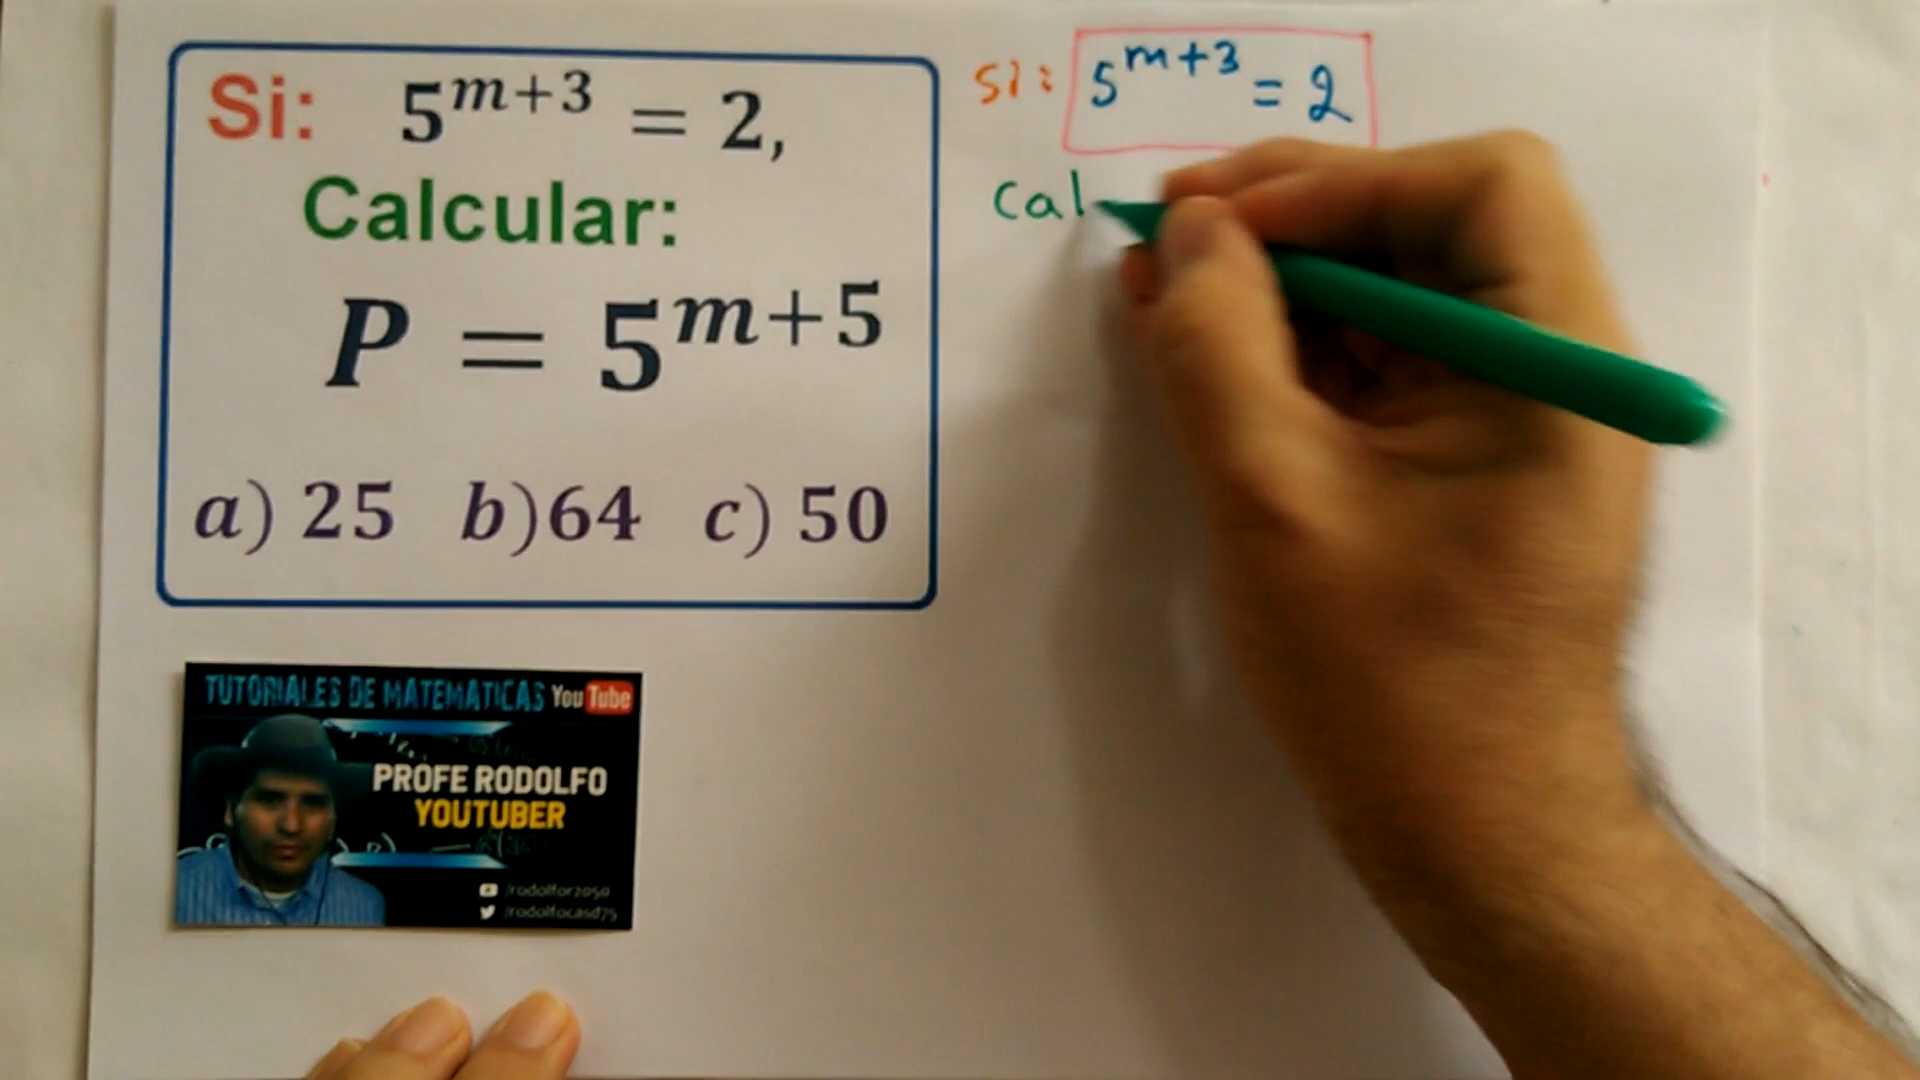 Si: 5^{m+3} = 2,
Calcular:
P = 5^{m+5}
a) 25 b)64 c) 50
si: 5^{m+3} = 2
Cal
TUTORIALES DE MATEMATICAS YouTube
PROFE RODOLFO
YOUTUBER
/rodolfor2050
/rodolfocasd75